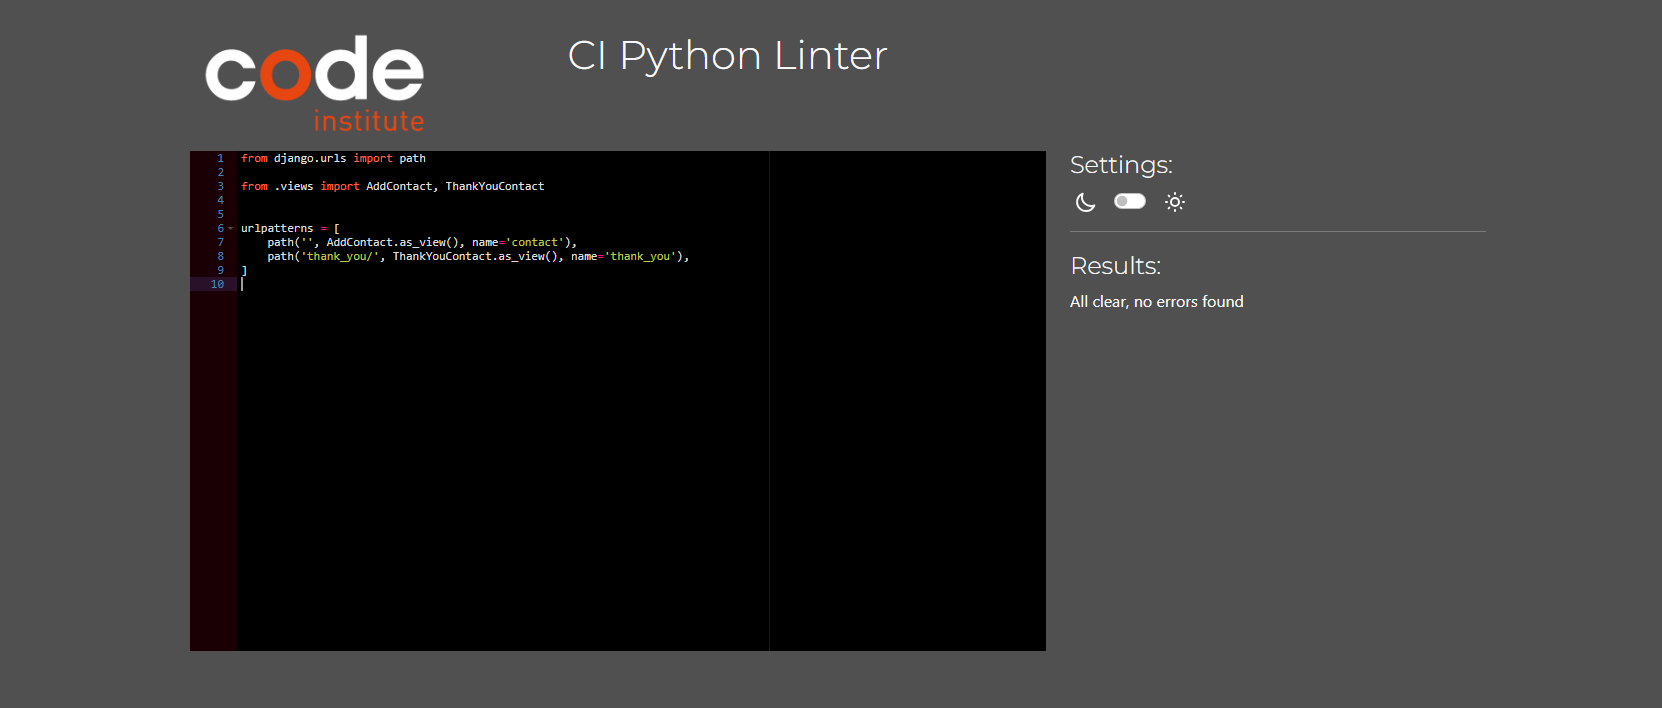 code
institute
CI Python Linter
1 from django.urls import path
2
3 from .views import AddContact, ThankYouContact
4
5
6 urlpatterns = [
7     path('', AddContact.as_view(), name='contact'),
8     path('thank_you/', ThankYouContact.as_view(), name='thank_you'),
9 ]
10
Settings:
Results:
All clear, no errors found